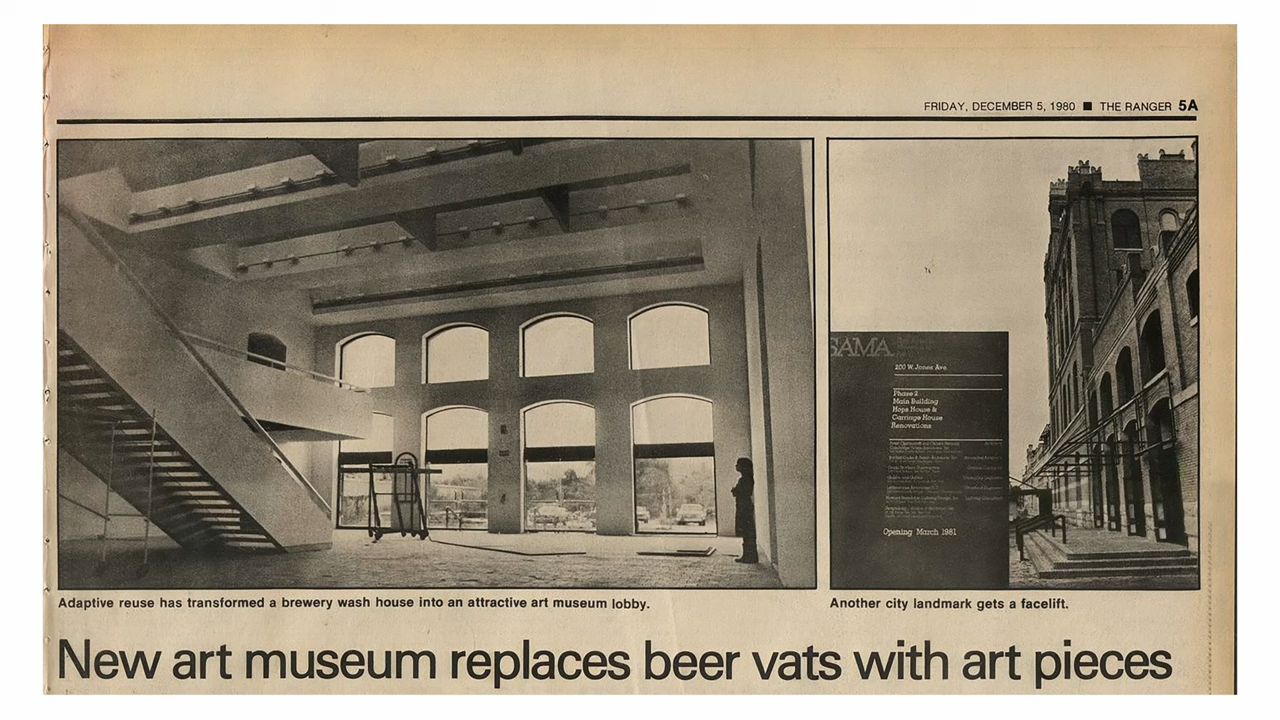 FRIDAY, DECEMBER 5, 1980 ■ THE RANGER 5A
SAMA
200 W. Jones Ave.
Phase 2
Main Building
Hops House &
Carriage House
Renovations
Opening March 1981
Adaptive reuse has transformed a brewery wash house into an attractive art museum lobby.
Another city landmark gets a facelift.
New art museum replaces beer vats with art pieces